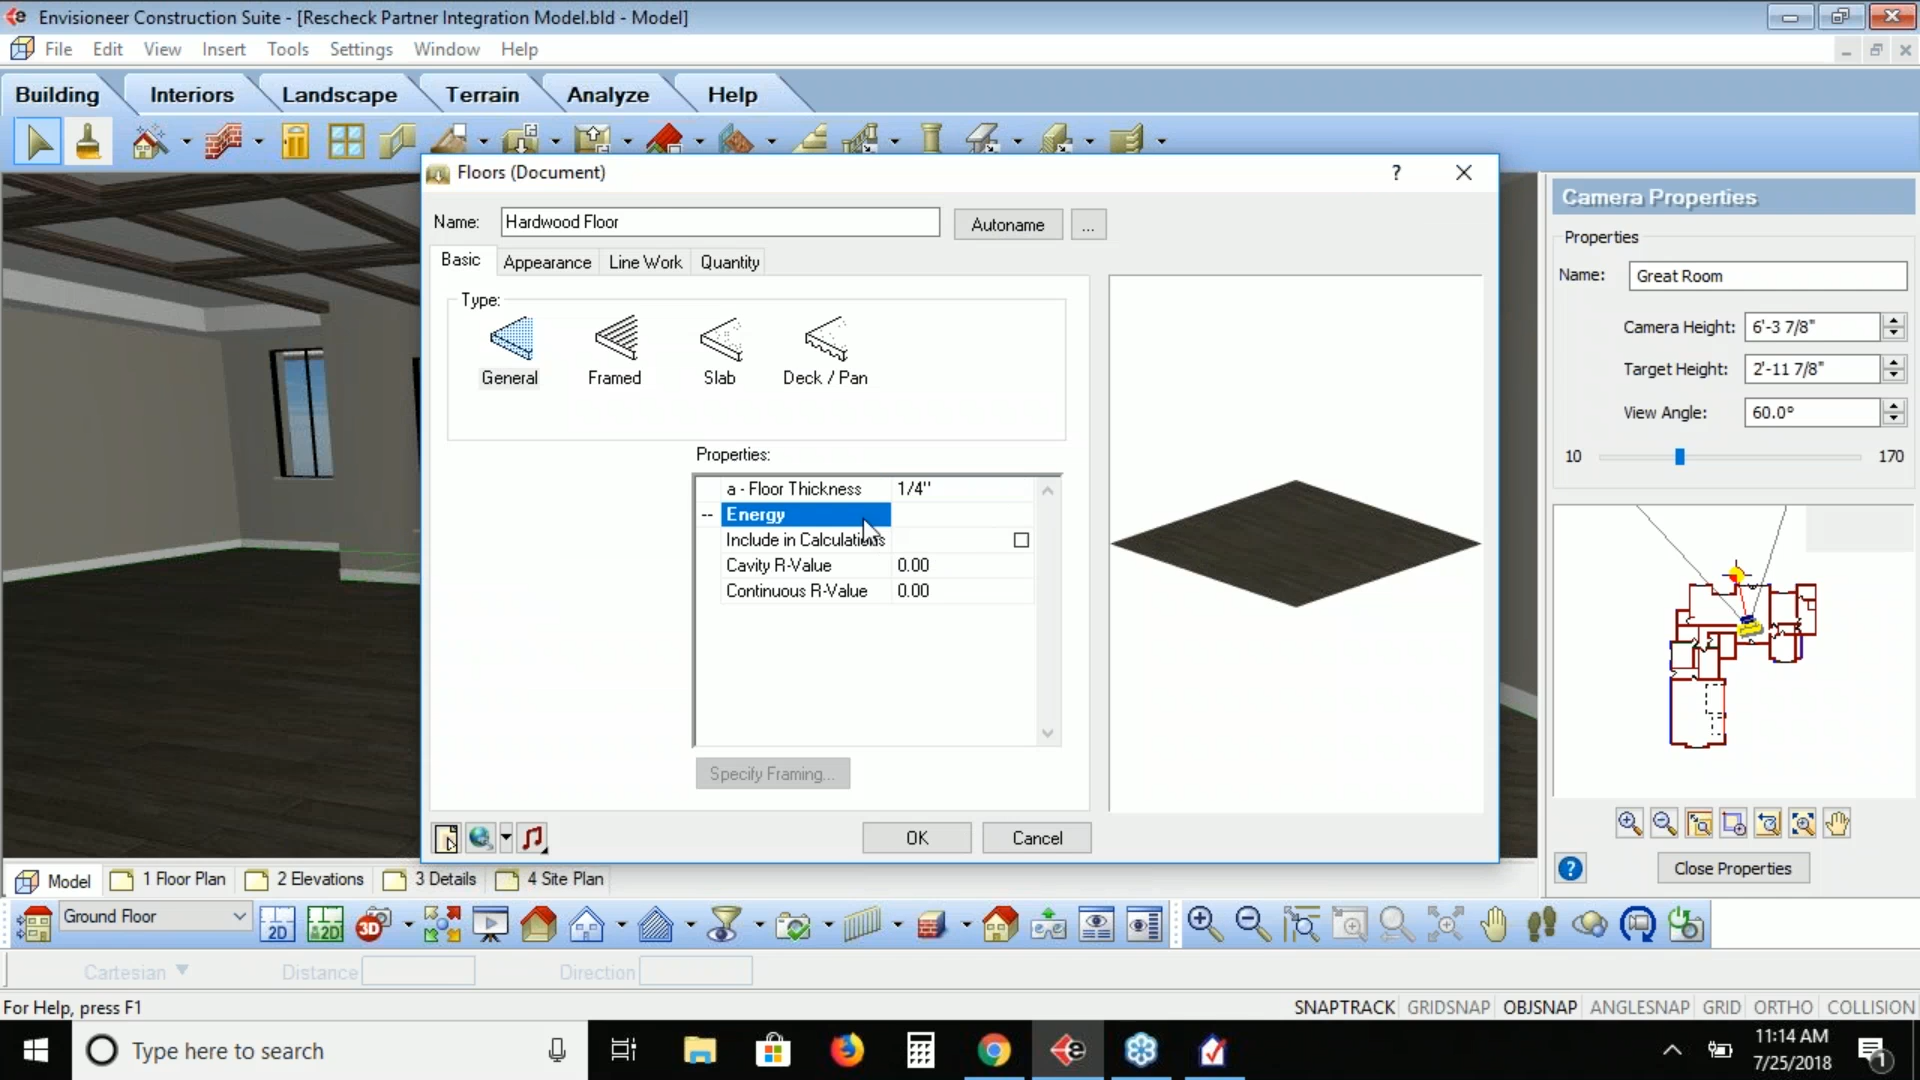 Envisioneer Construction Suite - [Rescheck Partner Integration Model.bld - Model]
File Edit View Insert Tools Settings Window Help
Building Interiors Landscape Terrain Analyze Help
Floors (Document)
?
Name: Hardwood Floor Autoname ...
Basic Appearance Line Work Quantity
Type:
General Framed Slab Deck / Pan
Properties:
a - Floor Thickness 1/4"
-- Energy
Include in Calculations
Cavity R-Value 0.00
Continuous R-Value 0.00
Specify Framing...
OK Cancel
Camera Properties
Properties
Name: Great Room
Camera Height: 6'-3 7/8"
Target Height: 2'-11 7/8"
View Angle: 60.0°
10 170
? Close Properties
Model 1 Floor Plan 2 Elevations 3 Details 4 Site Plan
Ground Floor 2D 2D 3D
Cartesian Distance Direction
For Help, press F1
SNAPTRACK GRIDSNAP OBJSNAP ANGLESNAP GRID ORTHO COLLISION
Type here to search
11:14 AM
7/25/2018
1